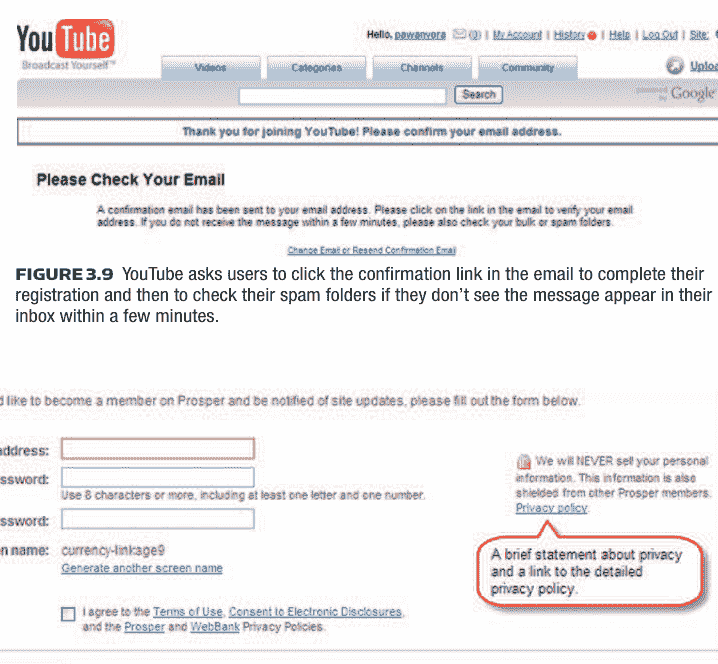 You Tube
Broadcast Yourself™
Hello, pawanvora (0) | My Account | History | Help | Log Out | Site:
Videos Categories Channels Community Uploa
Search Google
Thank you for joining YouTube! Please confirm your email address.
Please Check Your Email
A confirmation email has been sent to your email address. Please click on the link in the email to verify your email
address. If you do not receive the message within a few minutes, please also check your bulk or spam folders.
Change Email or Resend Confirmation Email
FIGURE 3.9 YouTube asks users to click the confirmation link in the email to complete their
registration and then to check their spam folders if they don't see the message appear in their
inbox within a few minutes.
d like to become a member on Prosper and be notified of site updates, please fill out the form below.
address:
ssword:
Use 8 characters or more, including at least one letter and one number.
ssword:
n name: currency-linkage9
Generate another screen name
I agree to the Terms of Use, Consent to Electronic Disclosures,
and the Prosper and WebBank Privacy Policies.
We will NEVER sell your personal
information. This information is also
shielded from other Prosper members.
Privacy policy.
A brief statement about privacy
and a link to the detailed
privacy policy.